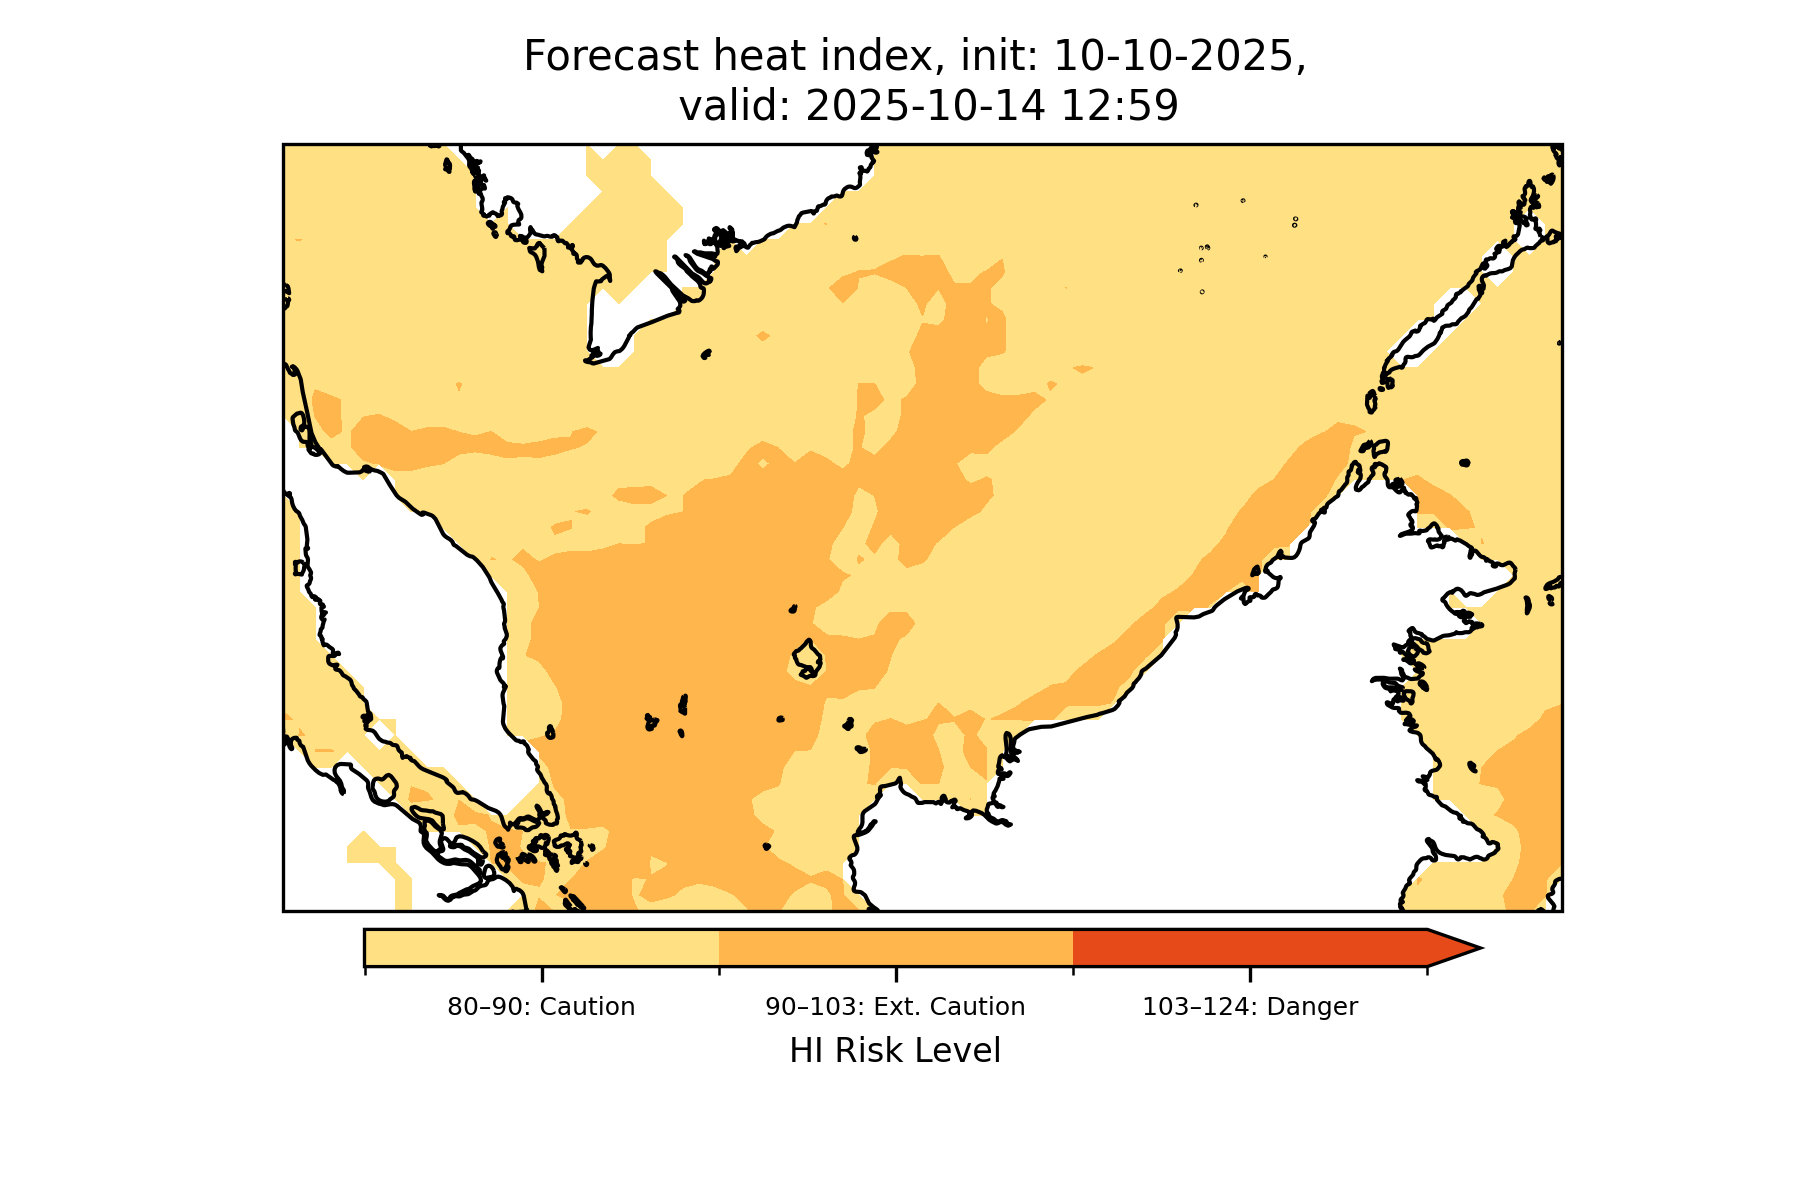 Forecast heat index, init: 10-10-2025,
valid: 2025-10-14 12:59
80–90: Caution
90–103: Ext. Caution
103–124: Danger
HI Risk Level